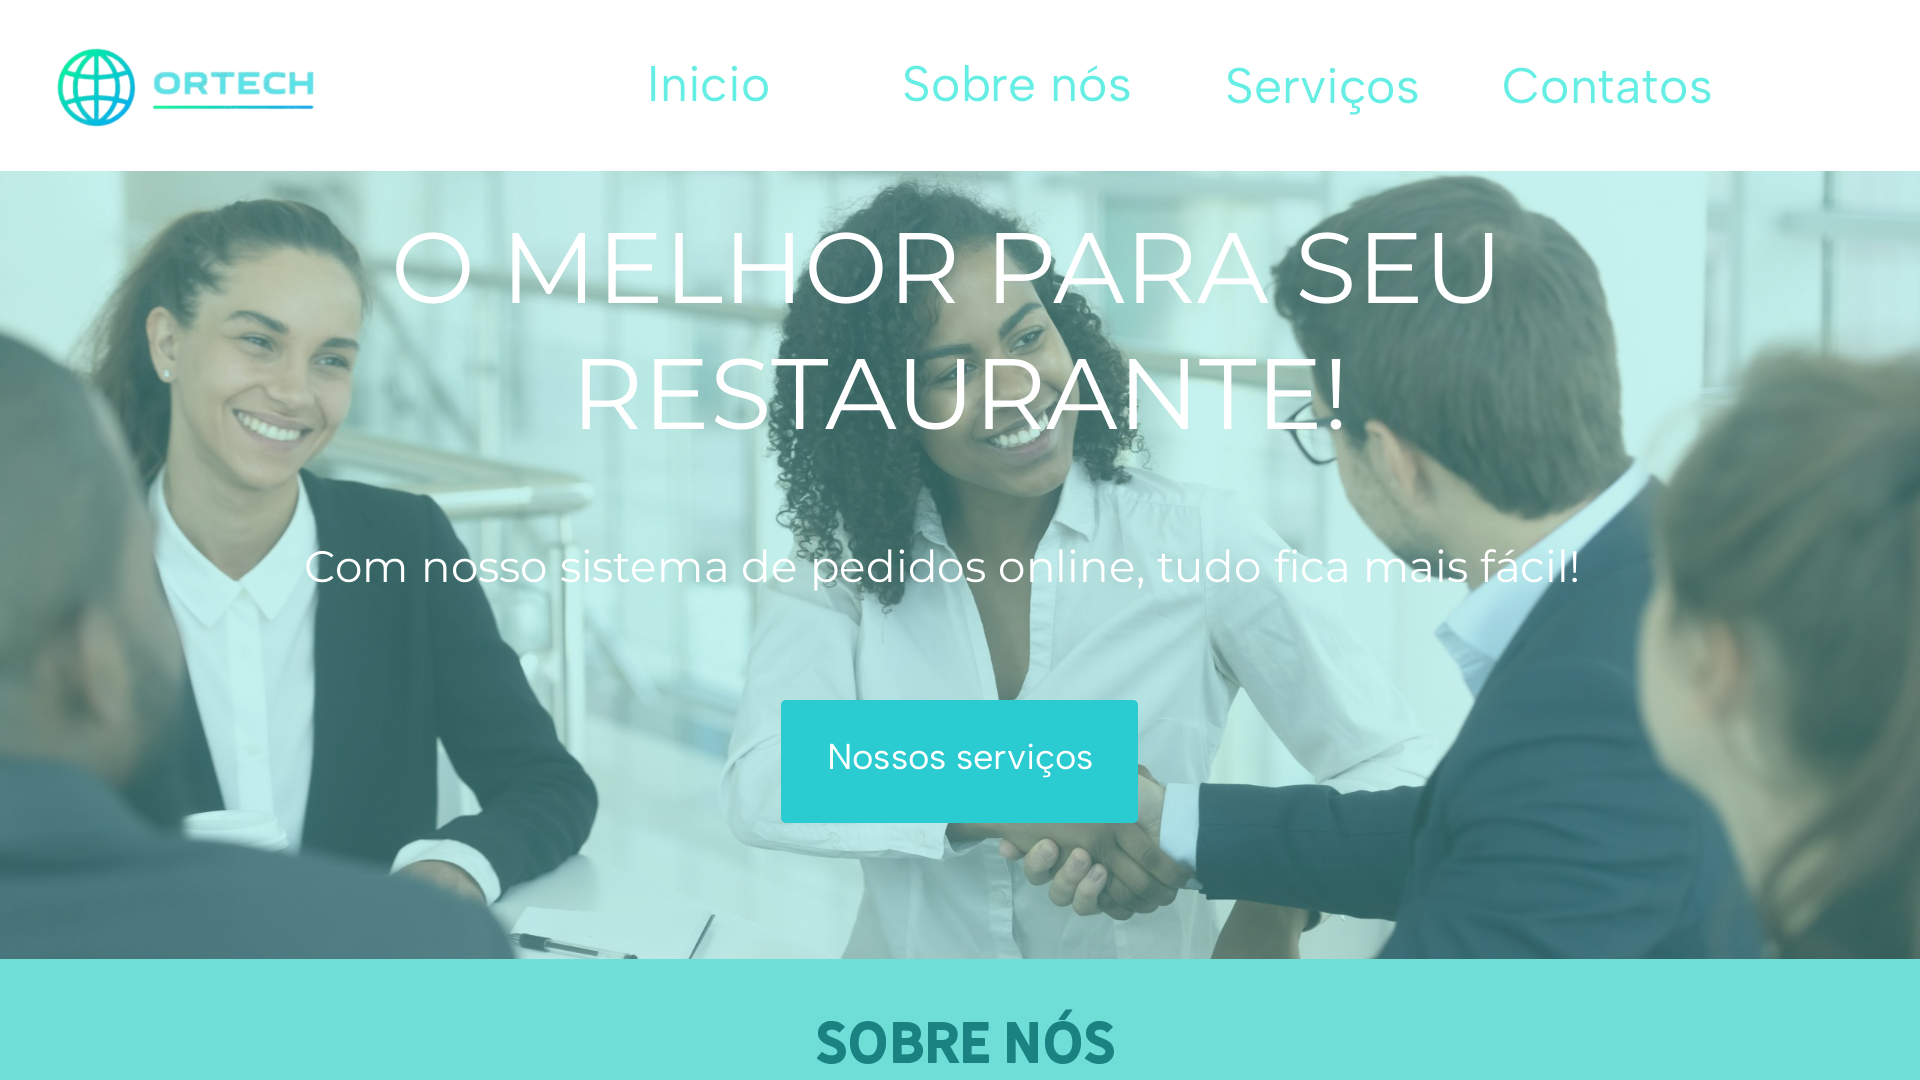 ORTECH
Inicio
Sobre nós
Serviços
Contatos
O MELHOR PARA SEU
RESTAURANTE!
Com nosso sistema de pedidos online, tudo fica mais fácil!
Nossos serviços
SOBRE NÓS